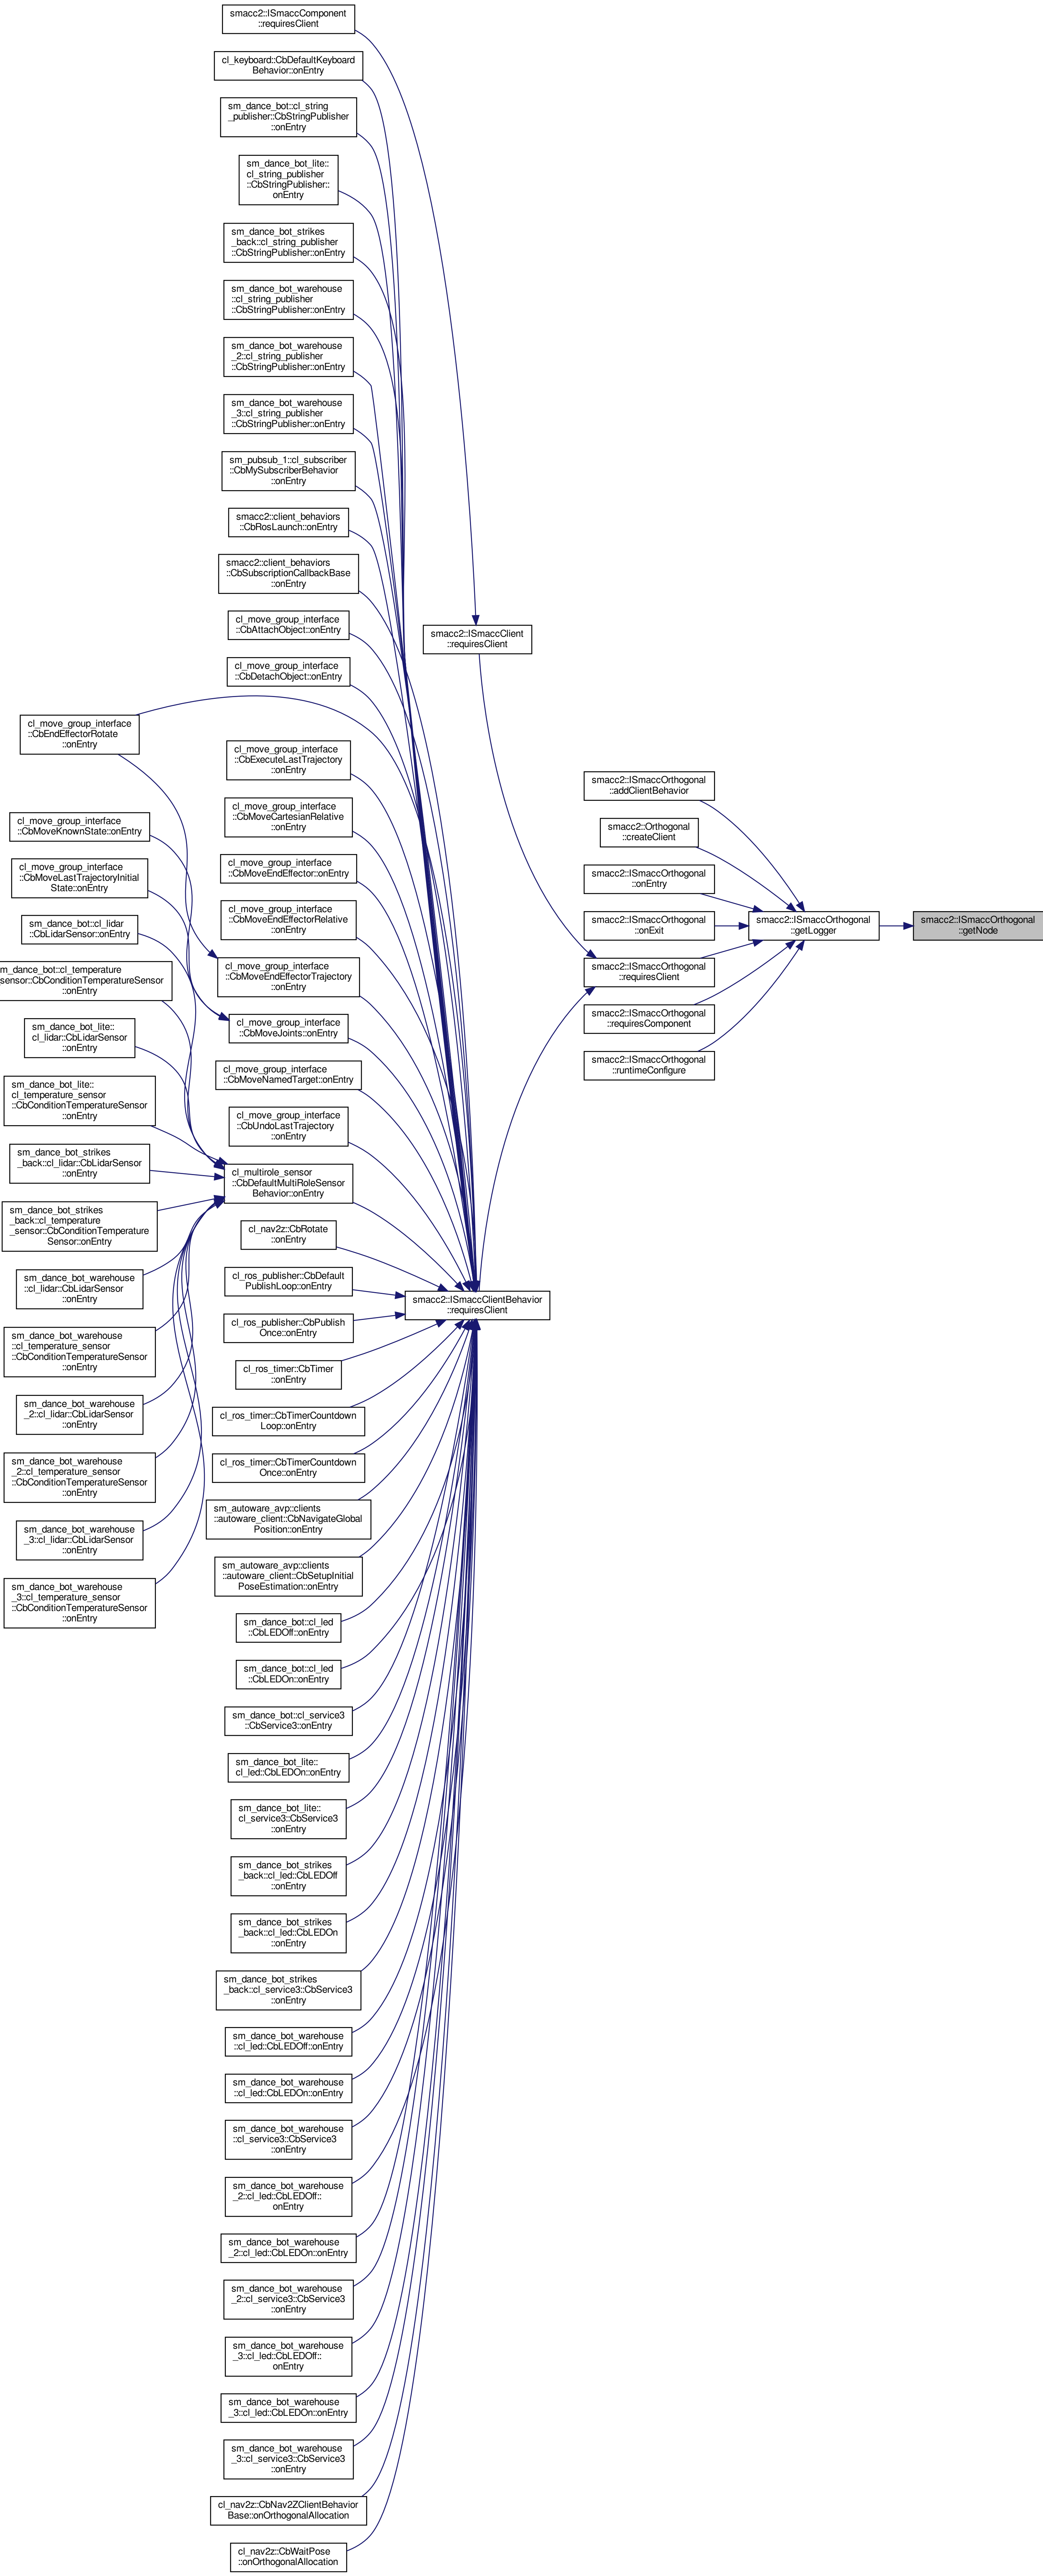 smacc2::ISmaccComponent
::requiresClient
cl_keyboard::CbDefaultKeyboard
Behavior::onEntry
sm_dance_bot::cl_string
_publisher::CbStringPublisher
::onEntry
sm_dance_bot_lite::
cl_string_publisher
::CbStringPublisher::
onEntry
sm_dance_bot_strikes
_back::cl_string_publisher
::CbStringPublisher::onEntry
sm_dance_bot_warehouse
::cl_string_publisher
::CbStringPublisher::onEntry
sm_dance_bot_warehouse
_2::cl_string_publisher
::CbStringPublisher::onEntry
sm_dance_bot_warehouse
_3::cl_string_publisher
::CbStringPublisher::onEntry
sm_pubsub_1::cl_subscriber
::CbMySubscriberBehavior
::onEntry
smacc2::client_behaviors
::CbRosLaunch::onEntry
smacc2::client_behaviors
::CbSubscriptionCallbackBase
::onEntry
cl_move_group_interface
::CbAttachObject::onEntry
cl_move_group_interface
::CbDetachObject::onEntry
cl_move_group_interface
::CbExecuteLastTrajectory
::onEntry
cl_move_group_interface
::CbMoveCartesianRelative
::onEntry
cl_move_group_interface
::CbMoveEndEffector::onEntry
cl_move_group_interface
::CbMoveEndEffectorRelative
::onEntry
cl_move_group_interface
::CbMoveEndEffectorTrajectory
::onEntry
cl_move_group_interface
::CbMoveJoints::onEntry
cl_move_group_interface
::CbMoveNamedTarget::onEntry
cl_move_group_interface
::CbUndoLastTrajectory
::onEntry
cl_multirole_sensor
::CbDefaultMultiRoleSensor
Behavior::onEntry
cl_nav2z::CbRotate
::onEntry
cl_ros_publisher::CbDefault
PublishLoop::onEntry
cl_ros_publisher::CbPublish
Once::onEntry
cl_ros_timer::CbTimer
::onEntry
cl_ros_timer::CbTimerCountdown
Loop::onEntry
cl_ros_timer::CbTimerCountdown
Once::onEntry
sm_autoware_avp::clients
::autoware_client::CbNavigateGlobal
Position::onEntry
sm_autoware_avp::clients
::autoware_client::CbSetupInitial
PoseEstimation::onEntry
sm_dance_bot::cl_led
::CbLEDOff::onEntry
sm_dance_bot::cl_led
::CbLEDOn::onEntry
sm_dance_bot::cl_service3
::CbService3::onEntry
sm_dance_bot_lite::
cl_led::CbLEDOn::onEntry
sm_dance_bot_lite::
cl_service3::CbService3
::onEntry
sm_dance_bot_strikes
_back::cl_led::CbLEDOff
::onEntry
sm_dance_bot_strikes
_back::cl_led::CbLEDOn
::onEntry
sm_dance_bot_strikes
_back::cl_service3::CbService3
::onEntry
sm_dance_bot_warehouse
::cl_led::CbLEDOff::onEntry
sm_dance_bot_warehouse
::cl_led::CbLEDOn::onEntry
sm_dance_bot_warehouse
::cl_service3::CbService3
::onEntry
sm_dance_bot_warehouse
_2::cl_led::CbLEDOff::
onEntry
sm_dance_bot_warehouse
_2::cl_led::CbLEDOn::onEntry
sm_dance_bot_warehouse
_2::cl_service3::CbService3
::onEntry
sm_dance_bot_warehouse
_3::cl_led::CbLEDOff::
onEntry
sm_dance_bot_warehouse
_3::cl_led::CbLEDOn::onEntry
sm_dance_bot_warehouse
_3::cl_service3::CbService3
::onEntry
cl_nav2z::CbNav2ZClientBehavior
Base::onOrthogonalAllocation
cl_nav2z::CbWaitPose
::onOrthogonalAllocation
cl_move_group_interface
::CbEndEffectorRotate
::onEntry
cl_move_group_interface
::CbMoveKnownState::onEntry
cl_move_group_interface
::CbMoveLastTrajectoryInitial
State::onEntry
sm_dance_bot::cl_lidar
::CbLidarSensor::onEntry
m_dance_bot::cl_temperature
sensor::CbConditionTemperatureSensor
::onEntry
sm_dance_bot_lite::
cl_lidar::CbLidarSensor
::onEntry
sm_dance_bot_lite::
cl_temperature_sensor
::CbConditionTemperatureSensor
::onEntry
sm_dance_bot_strikes
_back::cl_lidar::CbLidarSensor
::onEntry
sm_dance_bot_strikes
_back::cl_temperature
_sensor::CbConditionTemperature
Sensor::onEntry
sm_dance_bot_warehouse
::cl_lidar::CbLidarSensor
::onEntry
sm_dance_bot_warehouse
::cl_temperature_sensor
::CbConditionTemperatureSensor
::onEntry
sm_dance_bot_warehouse
_2::cl_lidar::CbLidarSensor
::onEntry
sm_dance_bot_warehouse
_2::cl_temperature_sensor
::CbConditionTemperatureSensor
::onEntry
sm_dance_bot_warehouse
_3::cl_lidar::CbLidarSensor
::onEntry
sm_dance_bot_warehouse
_3::cl_temperature_sensor
::CbConditionTemperatureSensor
::onEntry
smacc2::ISmaccClient
::requiresClient
smacc2::ISmaccClientBehavior
::requiresClient
smacc2::ISmaccOrthogonal
::addClientBehavior
smacc2::Orthogonal
::createClient
smacc2::ISmaccOrthogonal
::onEntry
smacc2::ISmaccOrthogonal
::onExit
smacc2::ISmaccOrthogonal
::requiresClient
smacc2::ISmaccOrthogonal
::requiresComponent
smacc2::ISmaccOrthogonal
::runtimeConfigure
smacc2::ISmaccOrthogonal
::getLogger
smacc2::ISmaccOrthogonal
::getNode